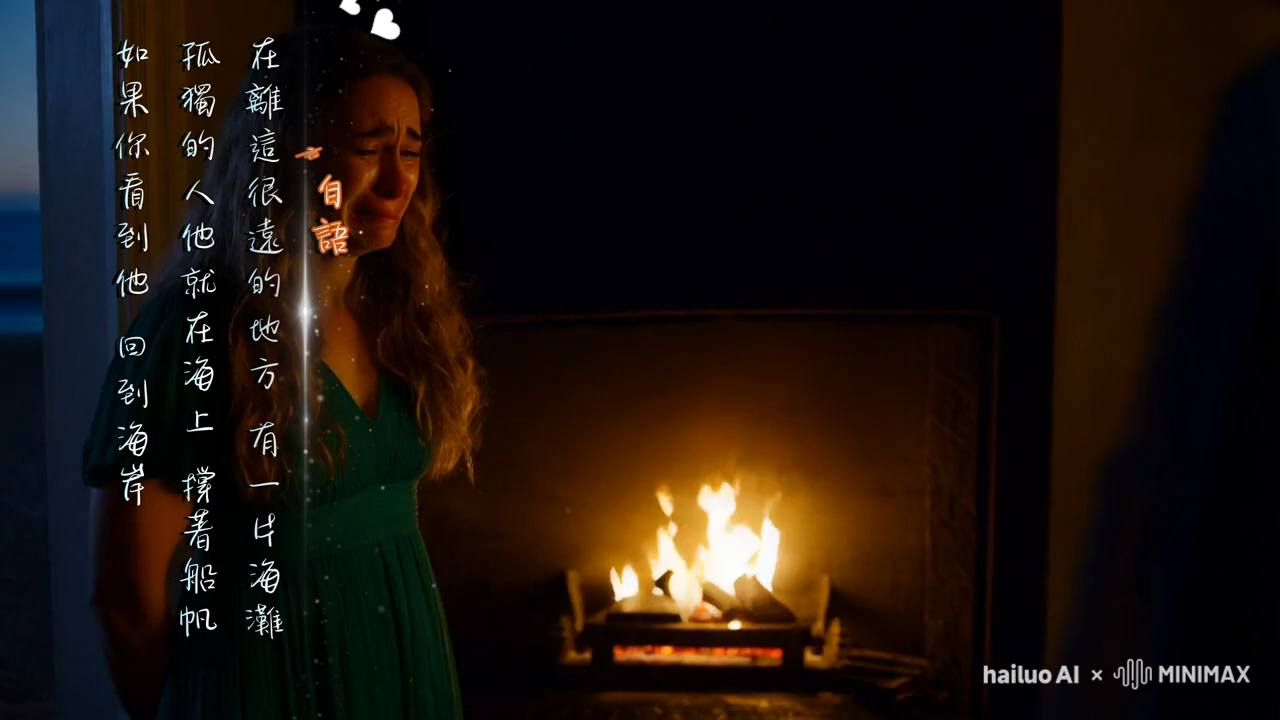 自語
在離這很遠的地方 有一片海灘
孤獨的人他就在海上 撐著船帆
如果你看到他 回到海岸
hailuo AI × MINIMAX